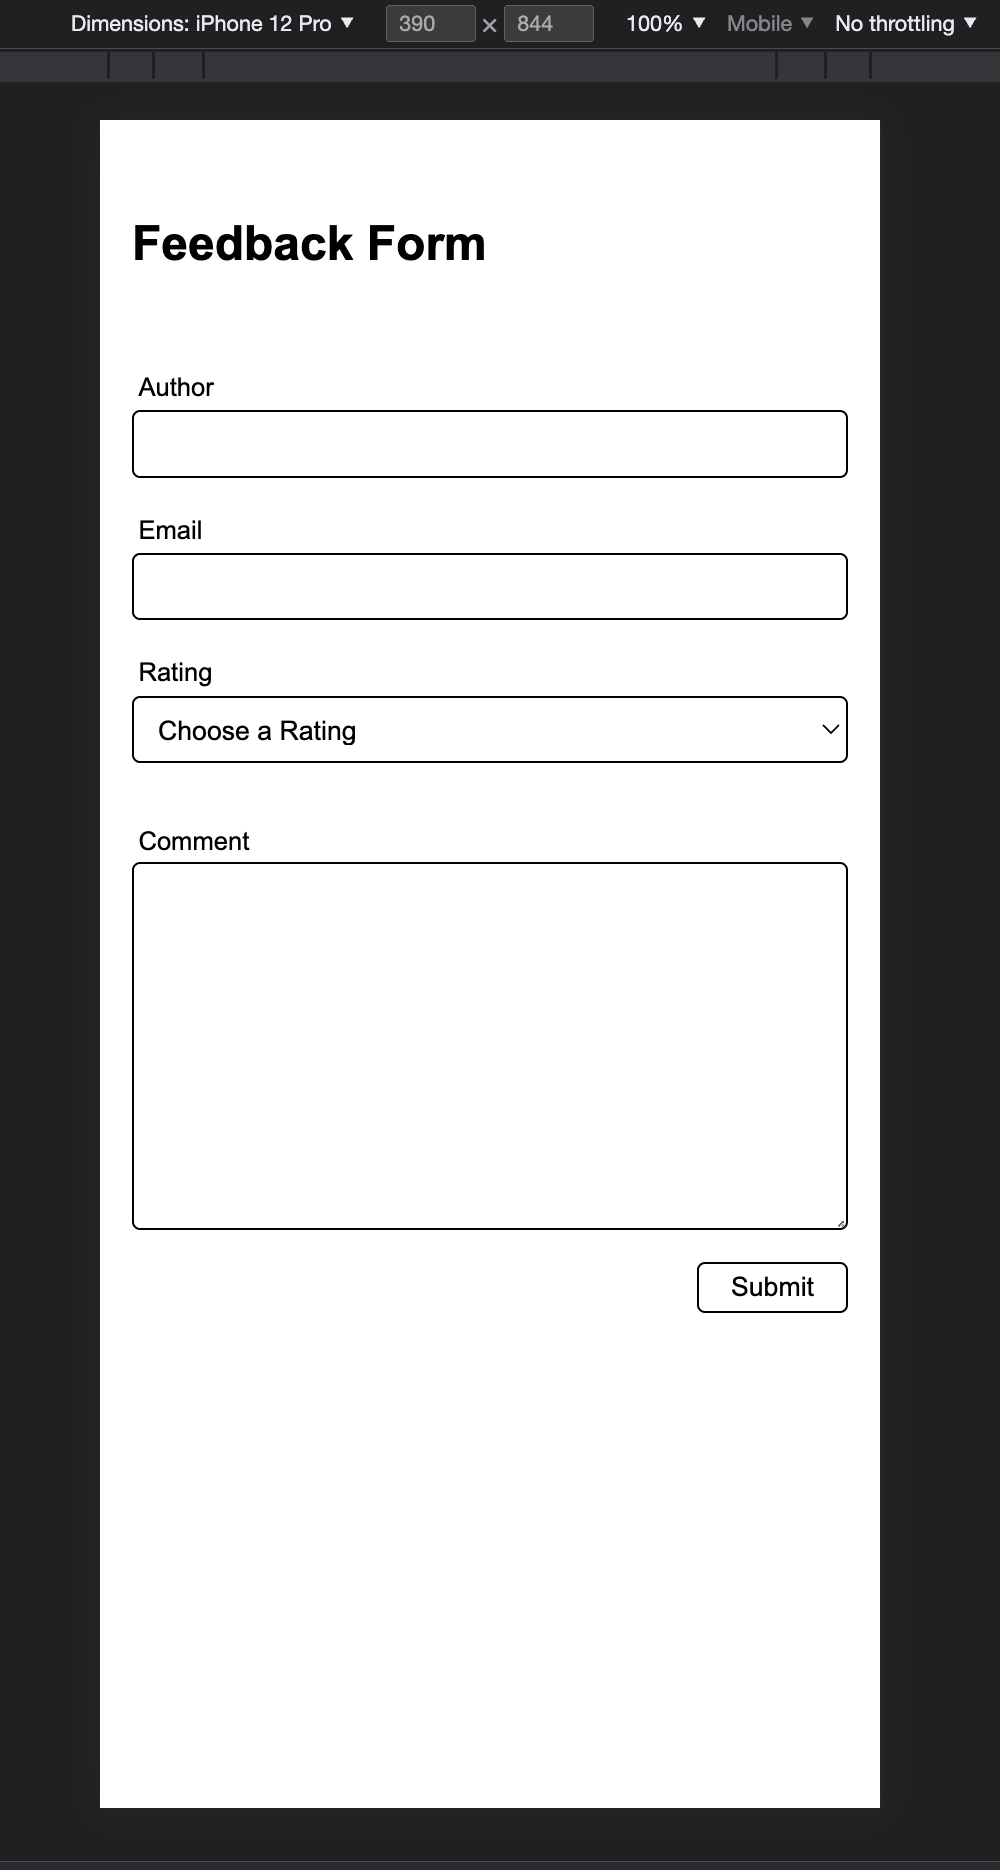 Dimensions: iPhone 12 Pro ▼ 390 × 844 100% ▼ Mobile ▼ No throttling ▼
Feedback Form
Author
Email
Rating
Choose a Rating
Comment
Submit